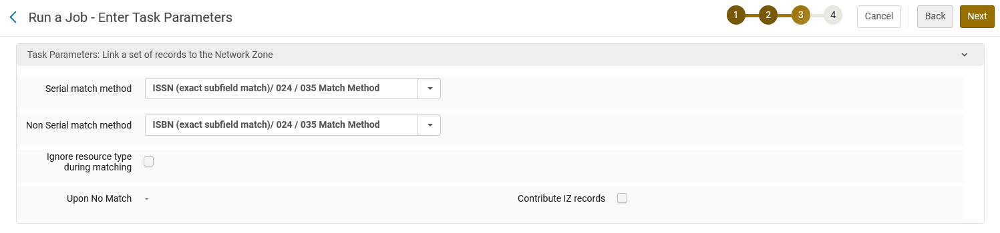 Run a Job - Enter Task Parameters
1 2 3 4
Cancel
Back
Next
Task Parameters: Link a set of records to the Network Zone
Serial match method
ISSN (exact subfield match)/ 024 / 035 Match Method
Non Serial match method
ISBN (exact subfield match)/ 024 / 035 Match Method
Ignore resource type
during matching
Upon No Match
-
Contribute IZ records